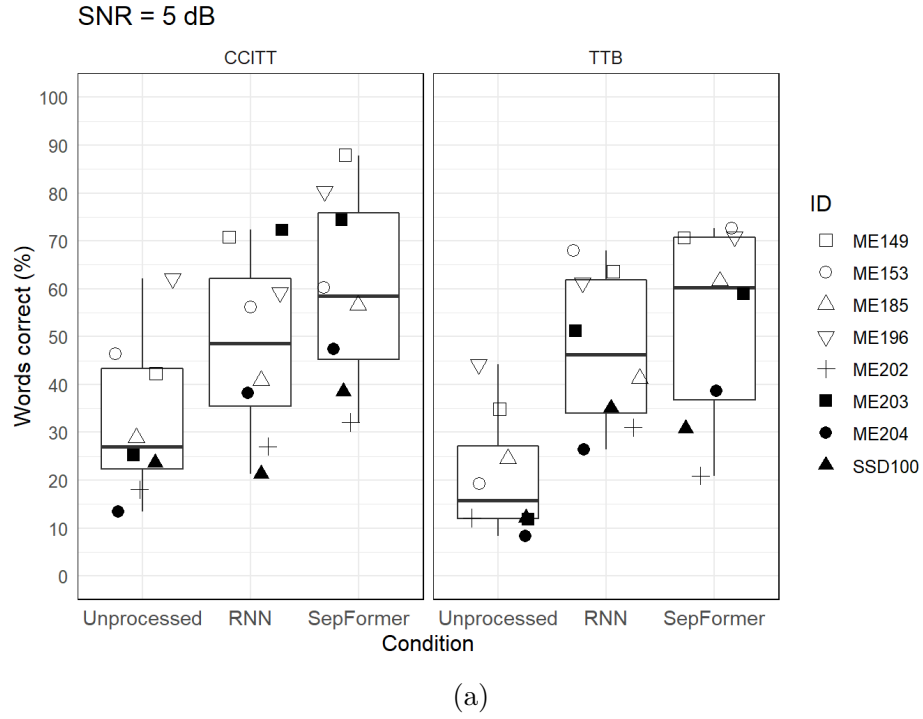 SNR = 5 dB
CCITT
TTB
100
90
80
70
60
50
40
30
20
10
0
Words correct (%)
Unprocessed RNN SepFormer Unprocessed RNN SepFormer
Condition
ID
ME149
ME153
ME185
ME196
ME202
ME203
ME204
SSD100
(a)